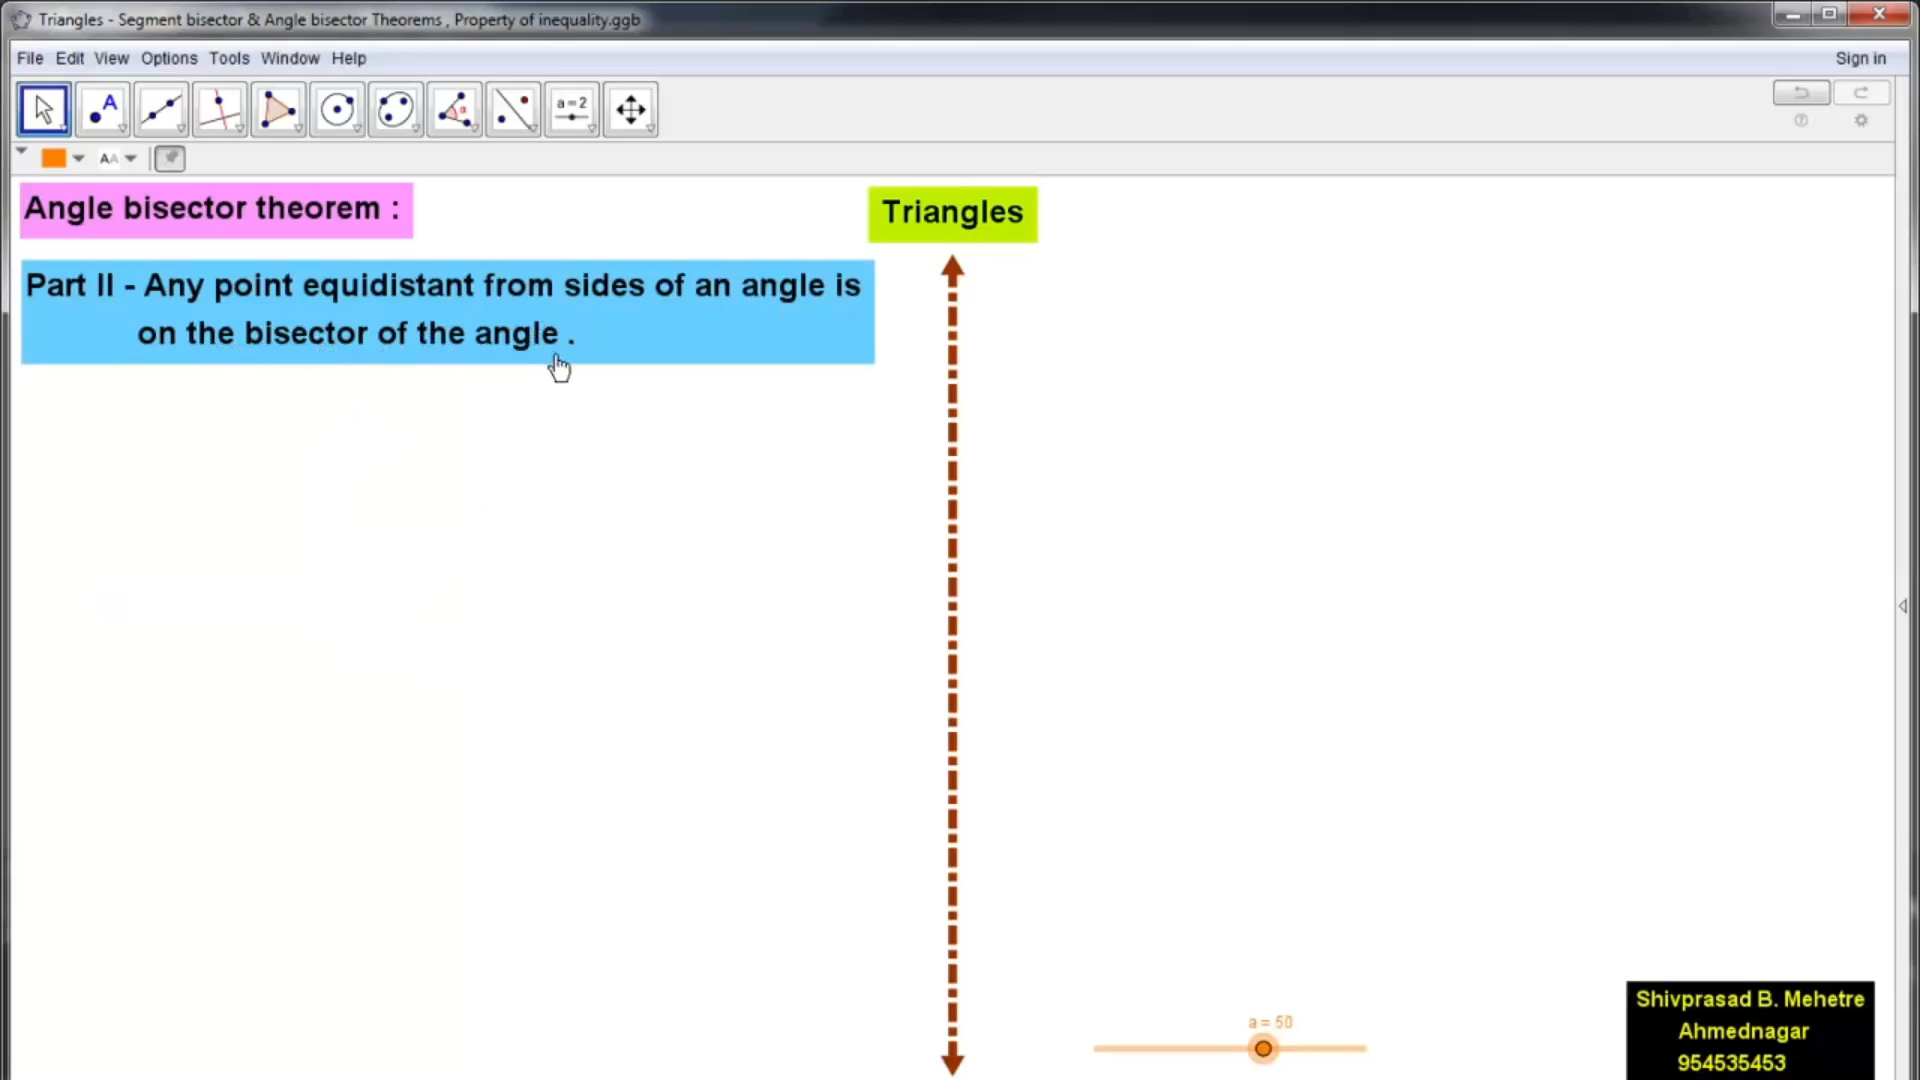 Triangles - Segment bisector & Angle bisector Theorems , Property of inequality.ggb
File Edit View Options Tools Window Help
Sign in
A
α
a = 2
AA
Angle bisector theorem :
Triangles
Part II - Any point equidistant from sides of an angle is
on the bisector of the angle .
a = 50
Shivprasad B. Mehetre
Ahmednagar
954535453